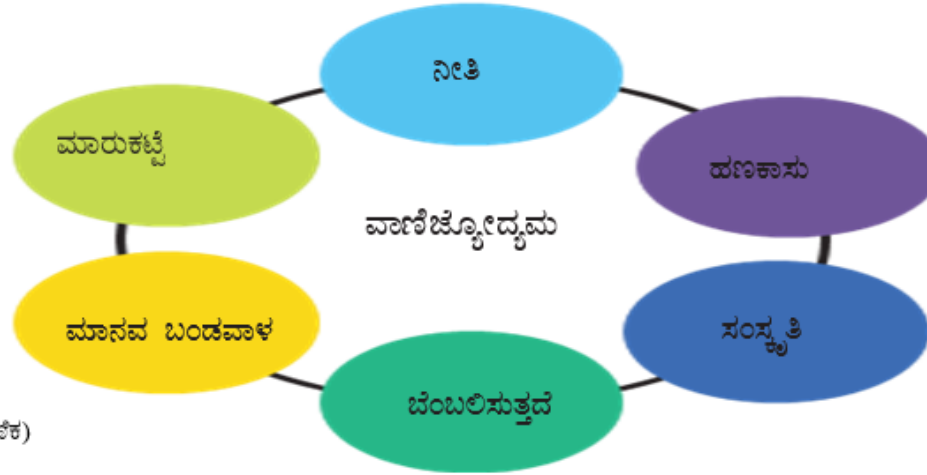 ನೀತಿ
ಮಾರುಕಟ್ಟೆ
ಹಣಕಾಸು
ವಾಣಿಜ್ಯೋದ್ಯಮ
ಮಾನವ ಬಂಡವಾಳ
ಸಂಸ್ಕೃತಿ
ಬೆಂಬಲಿಸುತ್ತದೆ